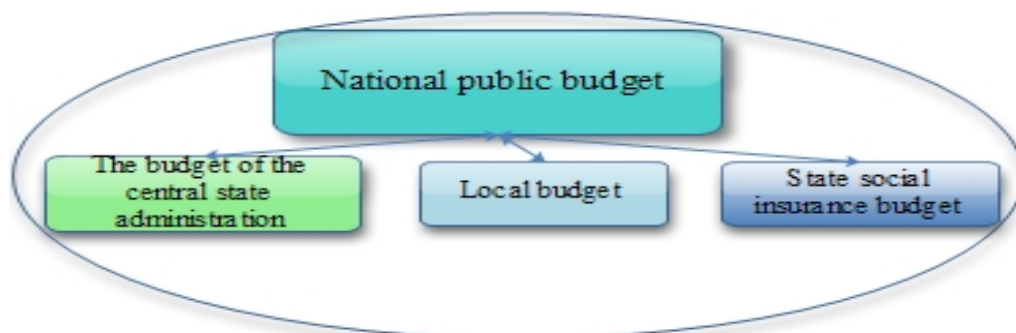 National public budget
The budget of the
central state
administration
Local budget
State social
insurance budget